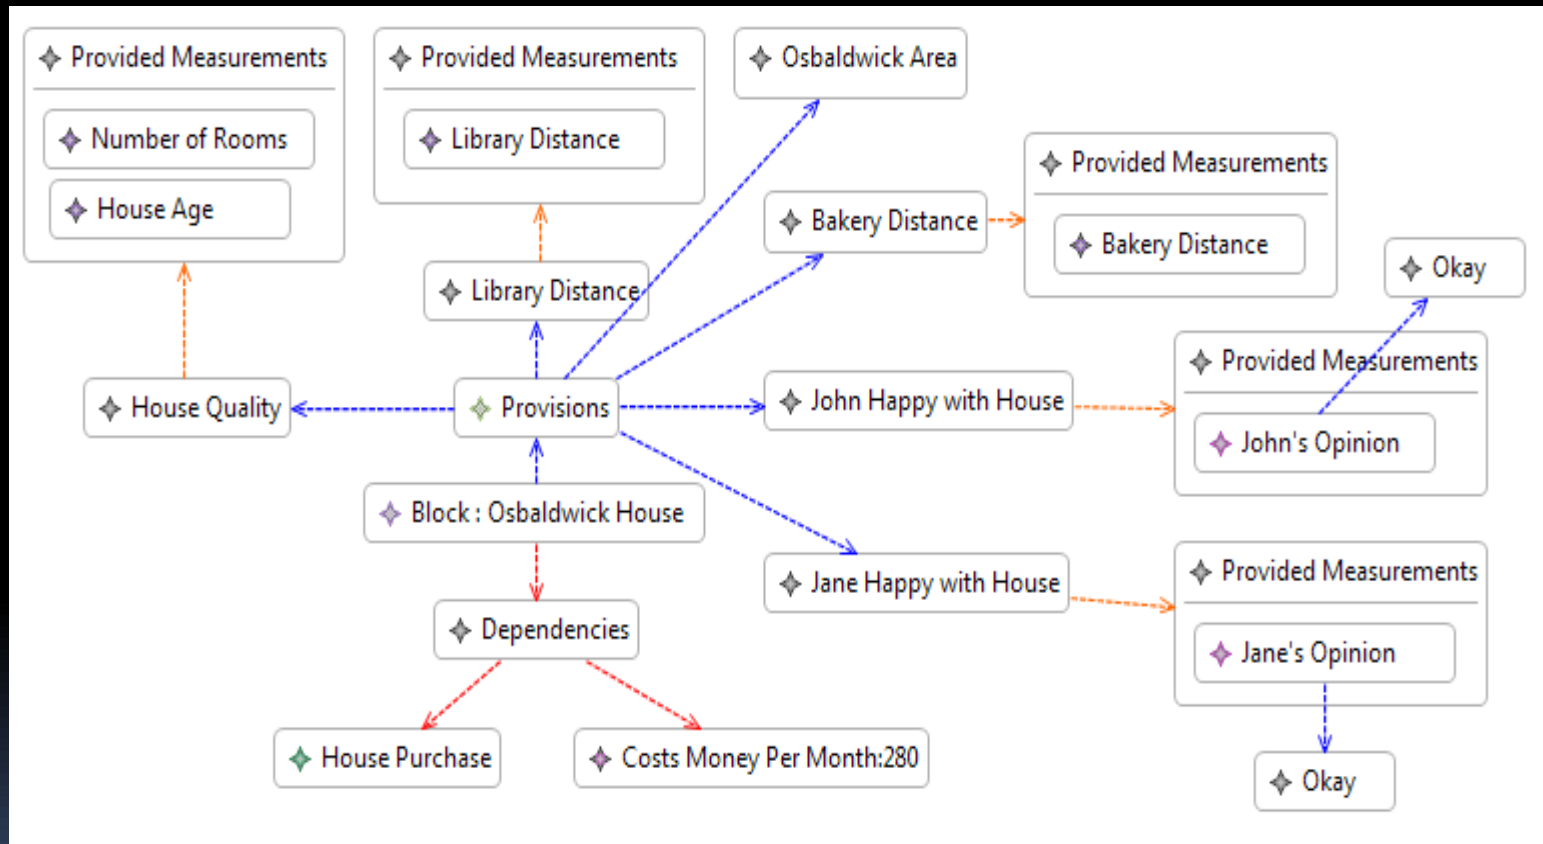 Provided Measurements
Number of Rooms
House Age
Provided Measurements
Library Distance
Osbaldwick Area
Provided Measurements
Bakery Distance
Bakery Distance
Okay
Library Distance
House Quality
Provisions
John Happy with House
Provided Measurements
John's Opinion
Block : Osbaldwick House
Jane Happy with House
Provided Measurements
Jane's Opinion
Dependencies
House Purchase
Costs Money Per Month:280
Okay